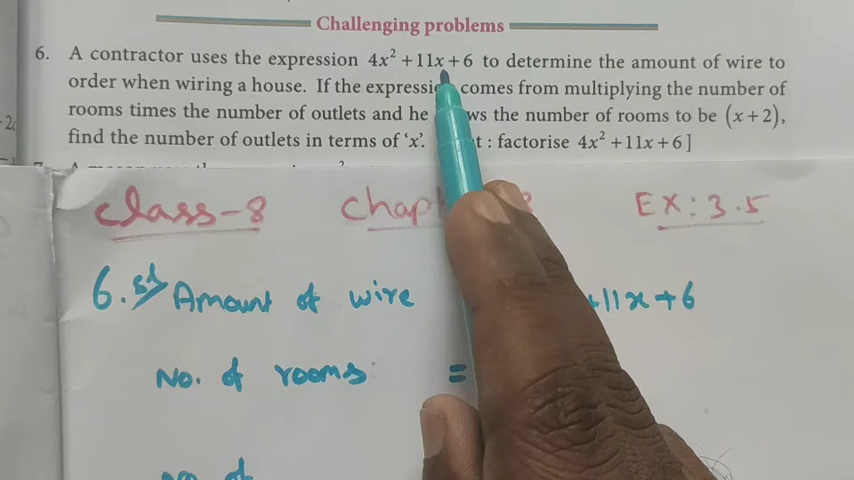 Challenging problems
6. A contractor uses the expression 4x² + 11x + 6 to determine the amount of wire to
order when wiring a house. If the expression comes from multiplying the number of
rooms times the number of outlets and he the number of rooms to be (x + 2),
find the number of outlets in terms of 'x'. : factorise 4x² + 11x + 6 ]
class-8 EX: 3.5
6. Sol Amount of wire +11x+6
No. of rooms =
No. of